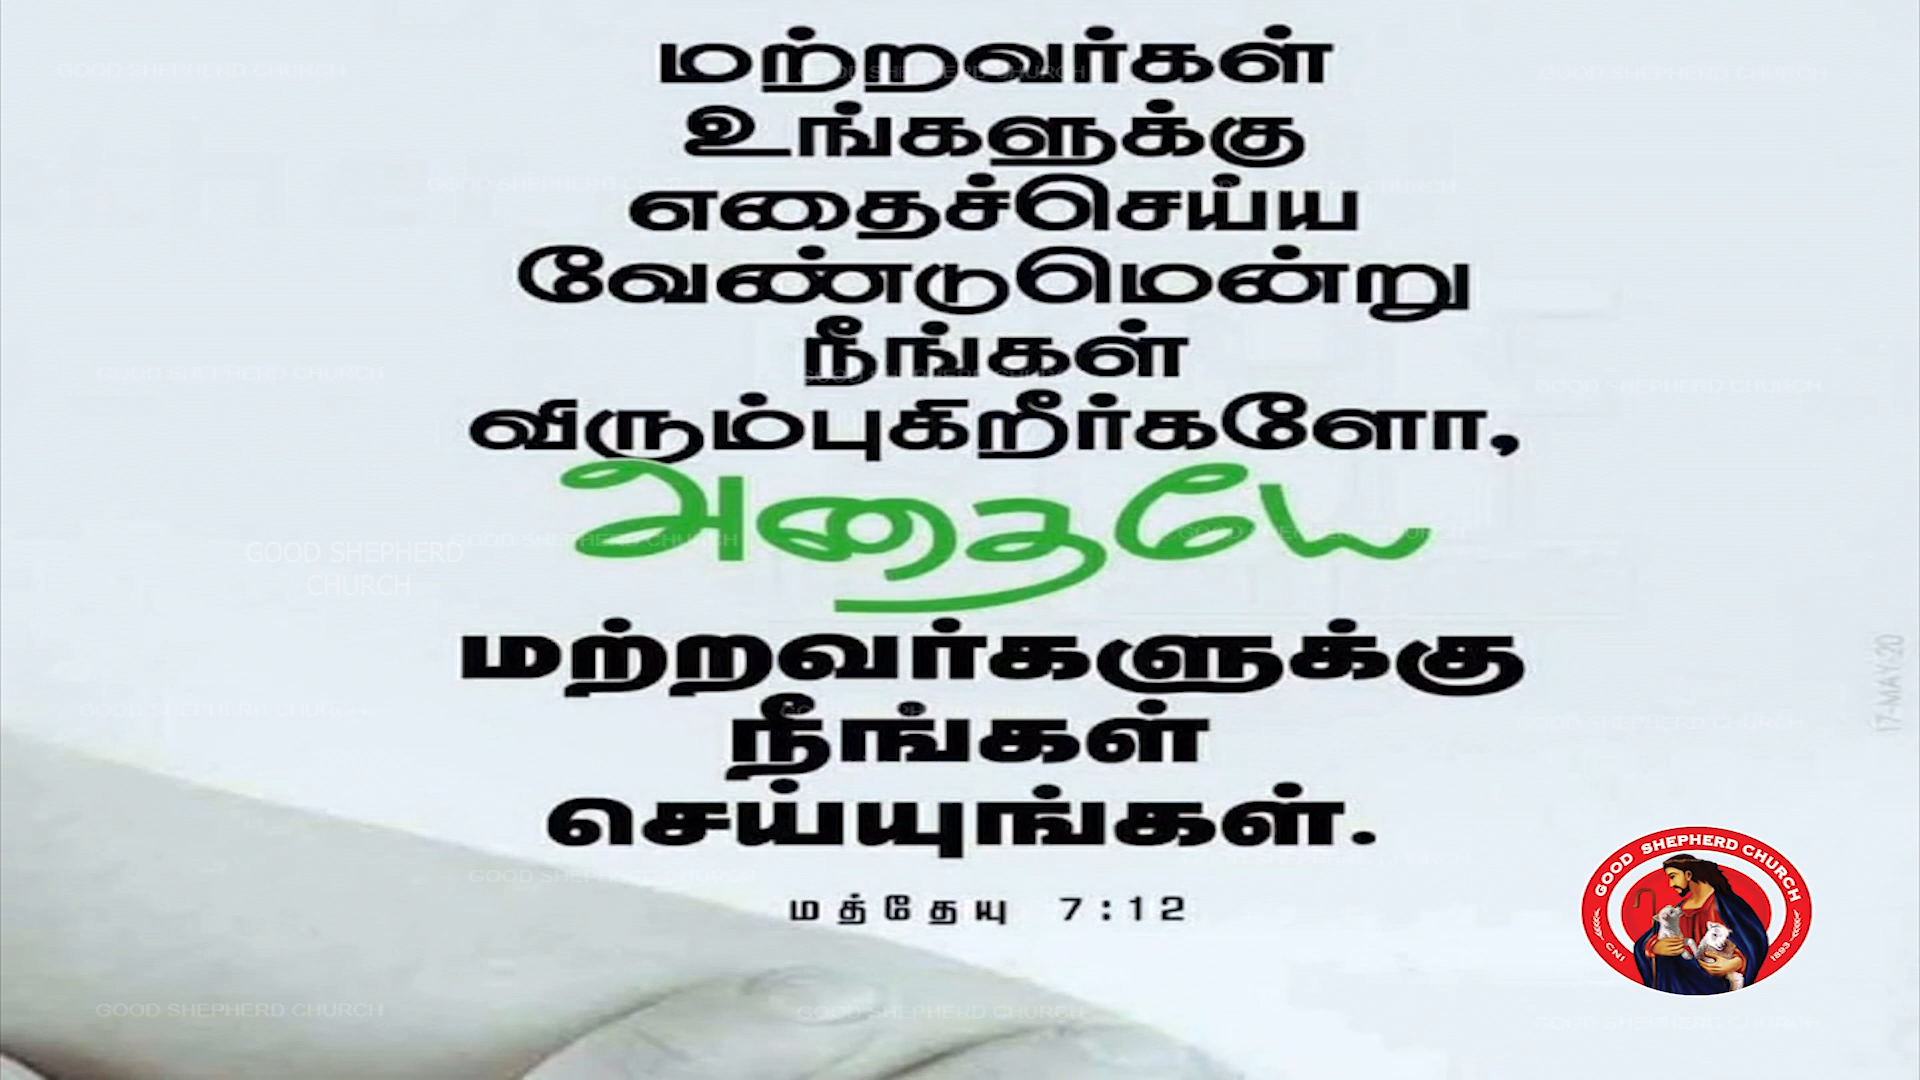 மற்றவர்கள்
உங்களுக்கு
எதைச்செய்ய
வேண்டுமென்று
நீங்கள்
விரும்புகிறீர்களோ,
அதையே
மற்றவர்களுக்கு
நீங்கள்
செய்யுங்கள்.
மத்தேயு 7:12
GOOD SHEPHERD CHURCH
CNI 1893
GOOD SHEPHERD
CHURCH
17-MAY-20